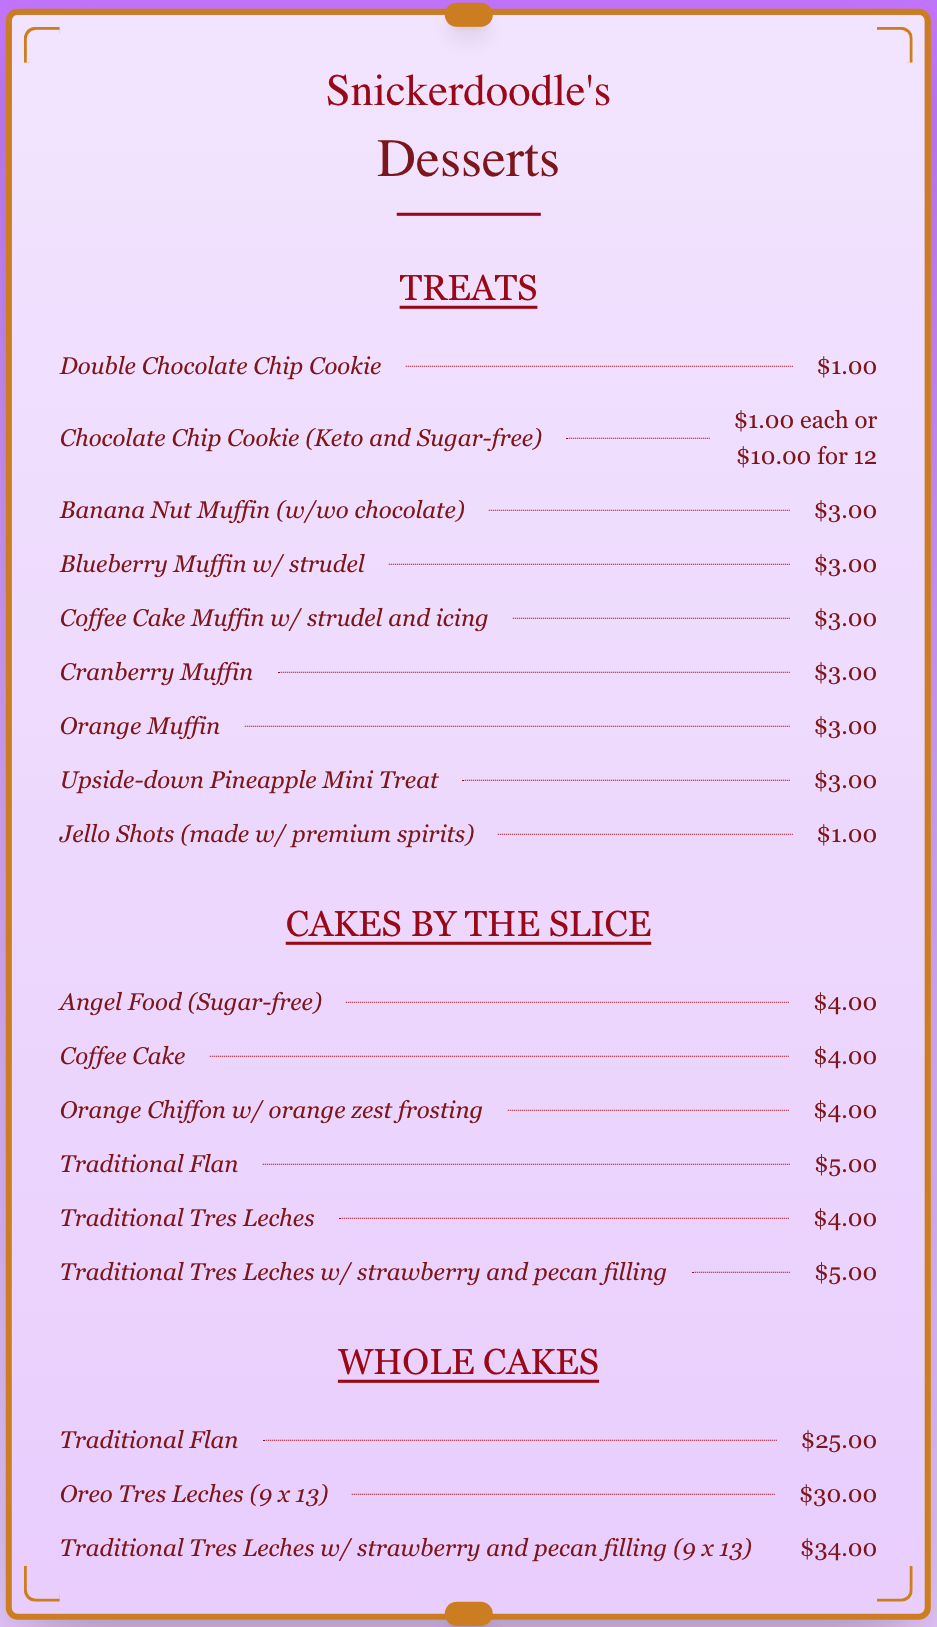 Snickerdoodle's
Desserts
TREATS
Double Chocolate Chip Cookie $1.00
Chocolate Chip Cookie (Keto and Sugar-free) $1.00 each or
$10.00 for 12
Banana Nut Muffin (w/wo chocolate) $3.00
Blueberry Muffin w/ strudel $3.00
Coffee Cake Muffin w/ strudel and icing $3.00
Cranberry Muffin $3.00
Orange Muffin $3.00
Upside-down Pineapple Mini Treat $3.00
Jello Shots (made w/ premium spirits) $1.00
CAKES BY THE SLICE
Angel Food (Sugar-free) $4.00
Coffee Cake $4.00
Orange Chiffon w/ orange zest frosting $4.00
Traditional Flan $5.00
Traditional Tres Leches $4.00
Traditional Tres Leches w/ strawberry and pecan filling $5.00
WHOLE CAKES
Traditional Flan $25.00
Oreo Tres Leches (9 x 13) $30.00
Traditional Tres Leches w/ strawberry and pecan filling (9 x 13) $34.00